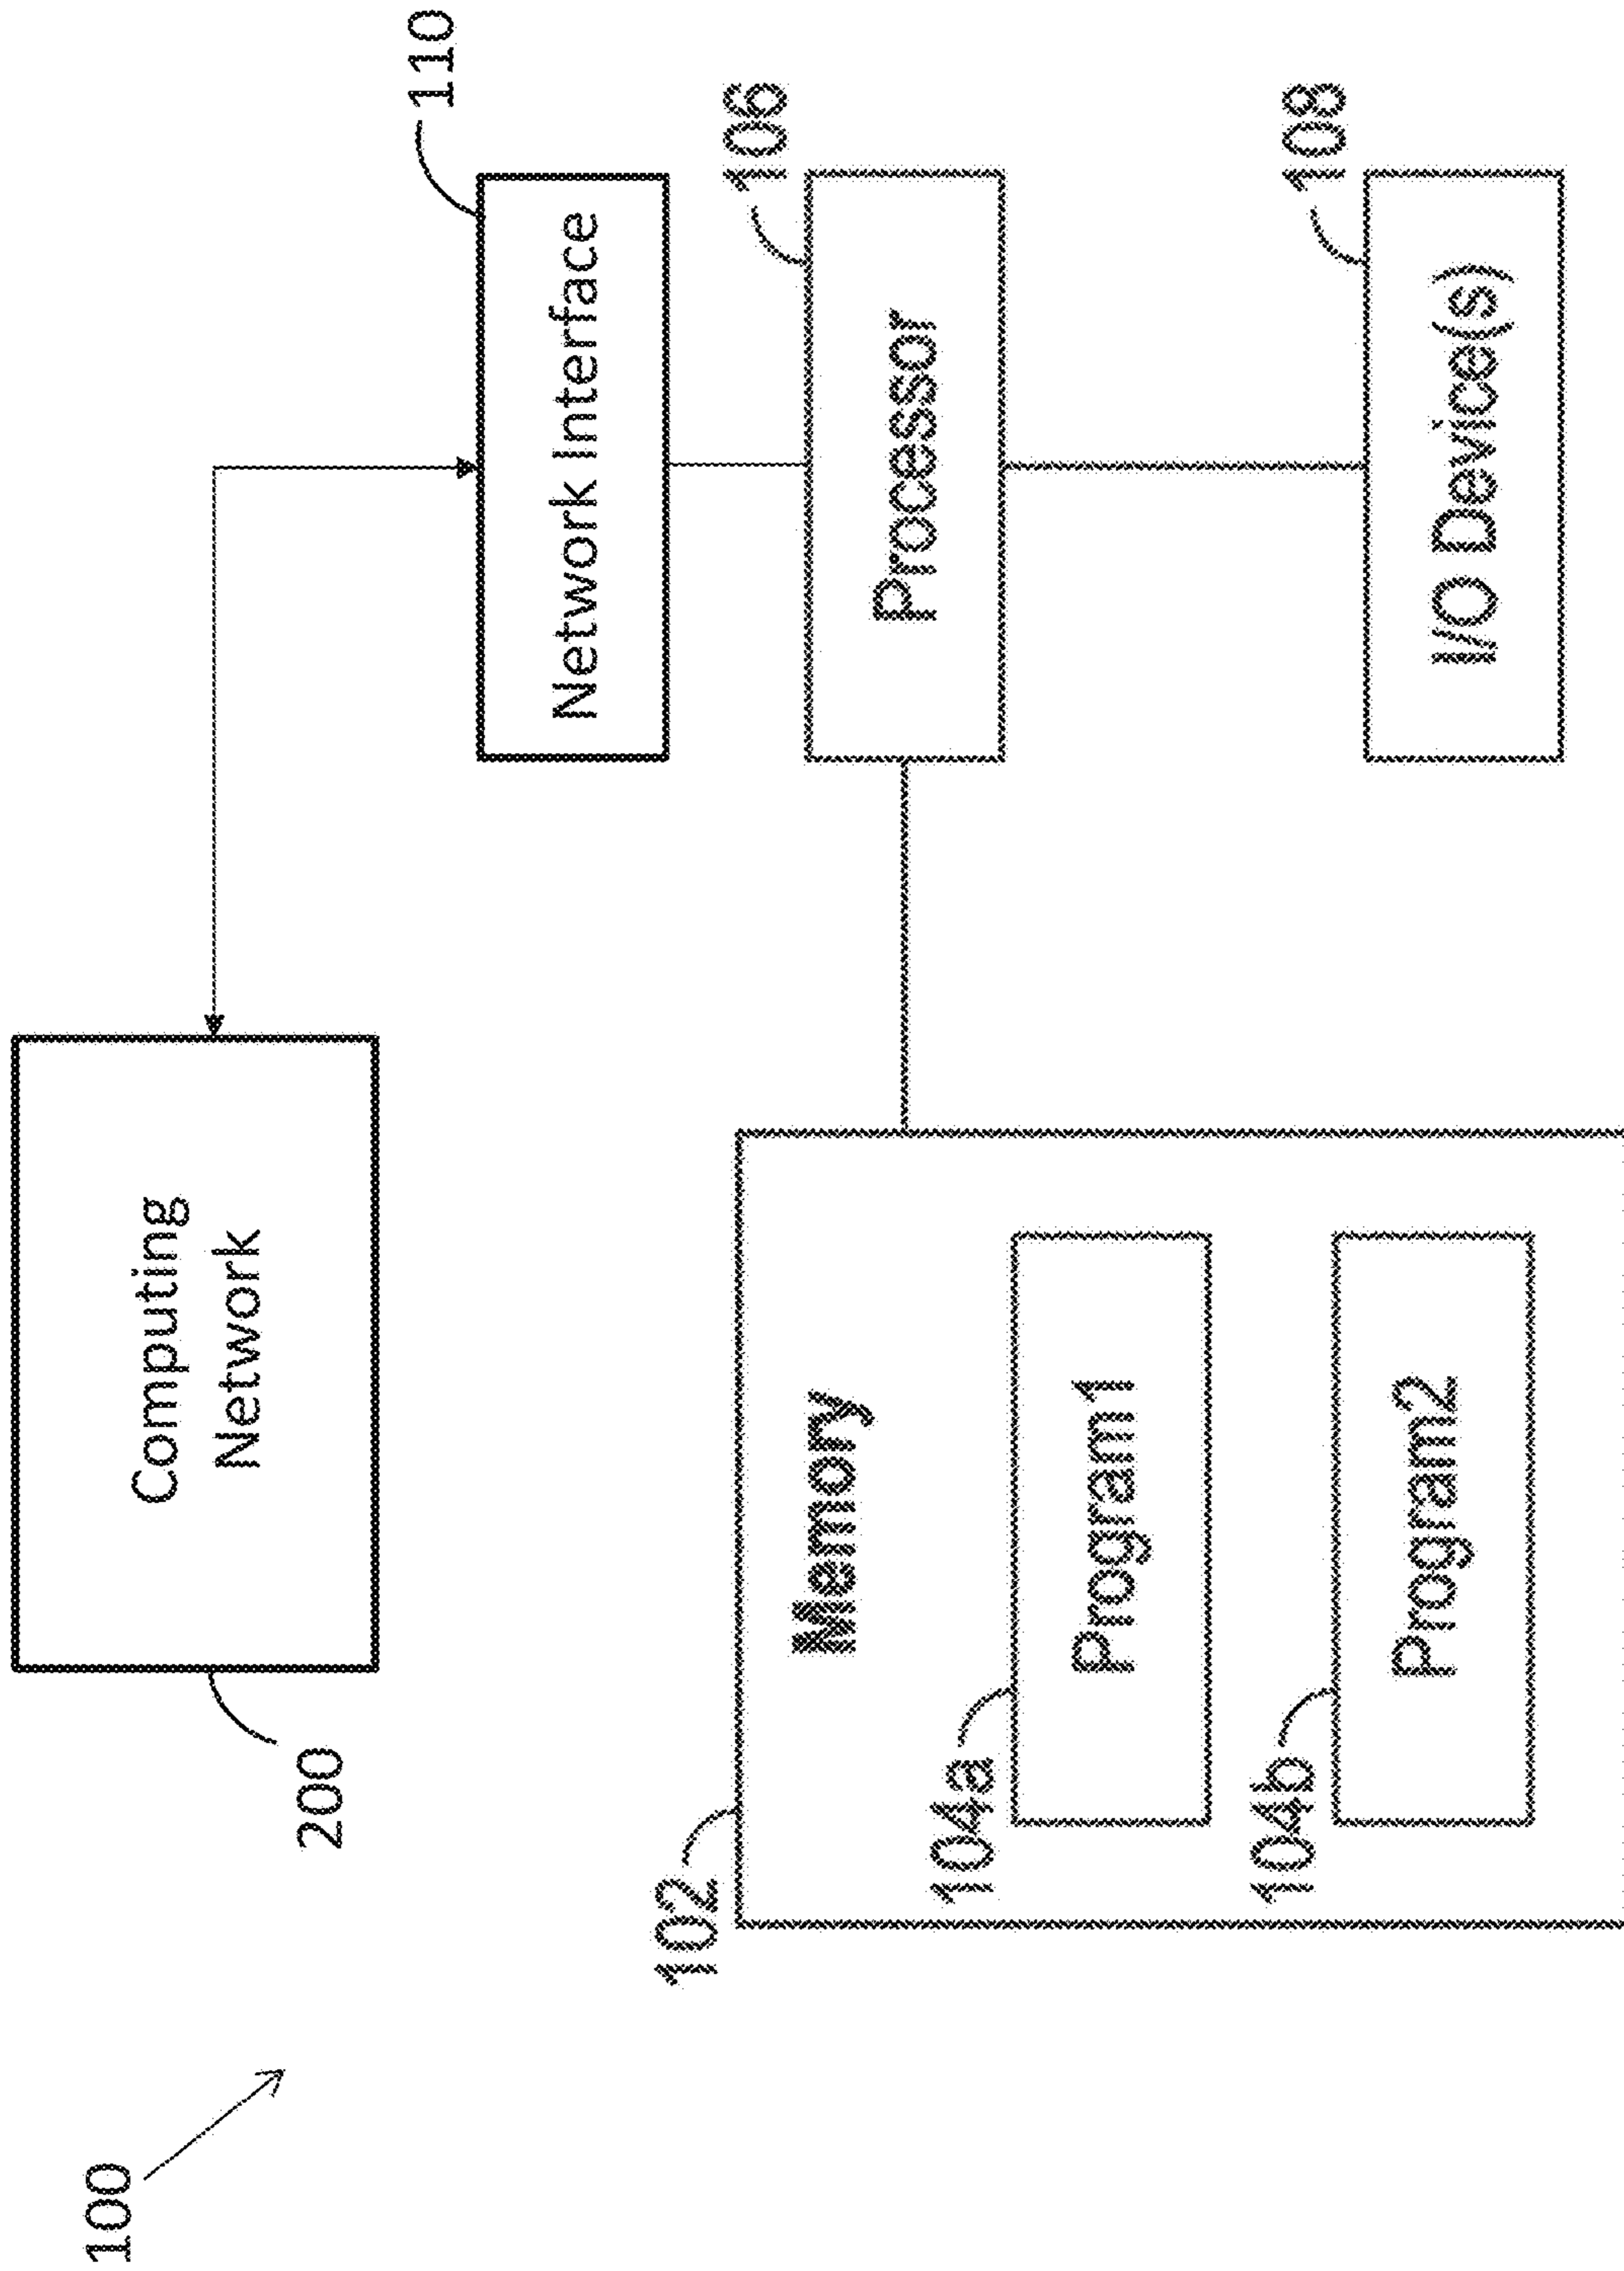 100
200
Computing
Network
110
Network Interface
102
Memory
106
Processor
104a
Program1
104b
Program2
108
I/O Device(s)